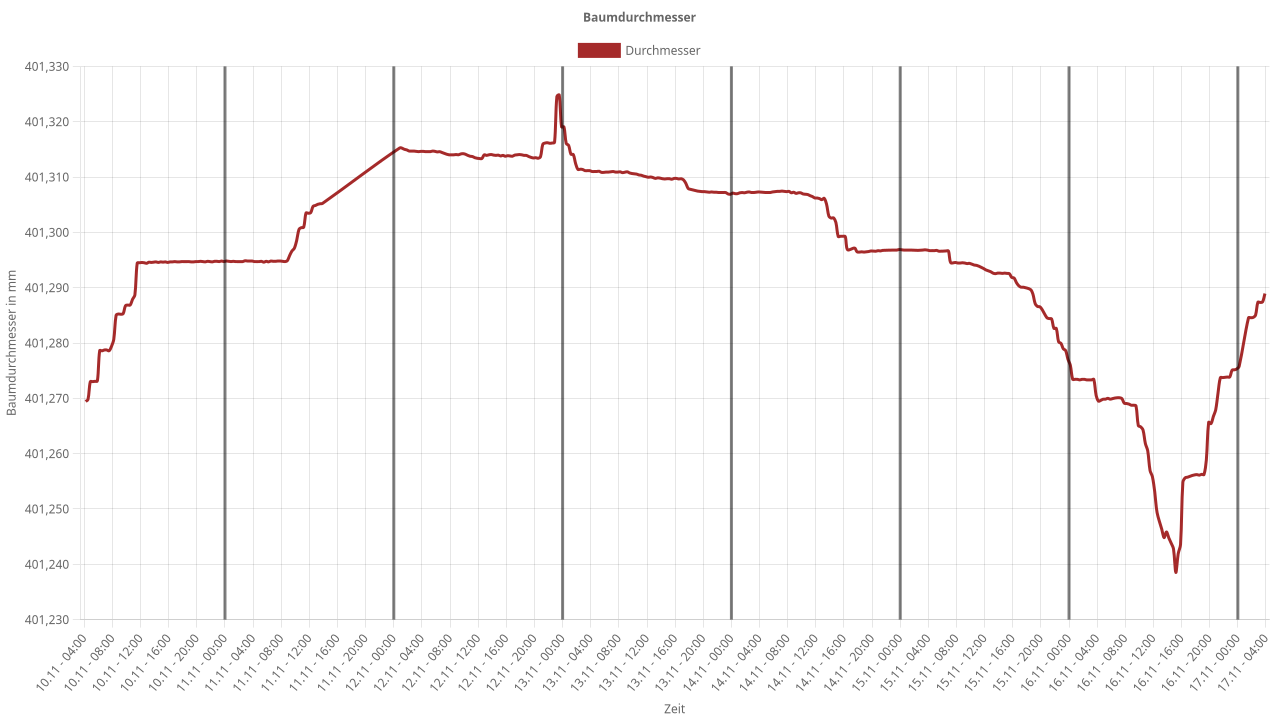 Baumdurchmesser
Durchmesser
401,330
401,320
401,310
401,300
401,290
401,280
401,270
401,260
401,250
401,240
401,230
Baumdurchmesser in mm
10.11 - 04:00
10.11 - 08:00
10.11 - 12:00
10.11 - 16:00
10.11 - 20:00
11.11 - 00:00
11.11 - 04:00
11.11 - 08:00
11.11 - 12:00
11.11 - 16:00
11.11 - 20:00
12.11 - 00:00
12.11 - 04:00
12.11 - 08:00
12.11 - 12:00
12.11 - 16:00
12.11 - 20:00
13.11 - 00:00
13.11 - 04:00
13.11 - 08:00
13.11 - 12:00
13.11 - 16:00
13.11 - 20:00
14.11 - 00:00
14.11 - 04:00
14.11 - 08:00
14.11 - 12:00
14.11 - 16:00
14.11 - 20:00
15.11 - 00:00
15.11 - 04:00
15.11 - 08:00
15.11 - 12:00
15.11 - 16:00
15.11 - 20:00
16.11 - 00:00
16.11 - 04:00
16.11 - 08:00
16.11 - 12:00
16.11 - 16:00
16.11 - 20:00
17.11 - 00:00
17.11 - 04:00
Zeit